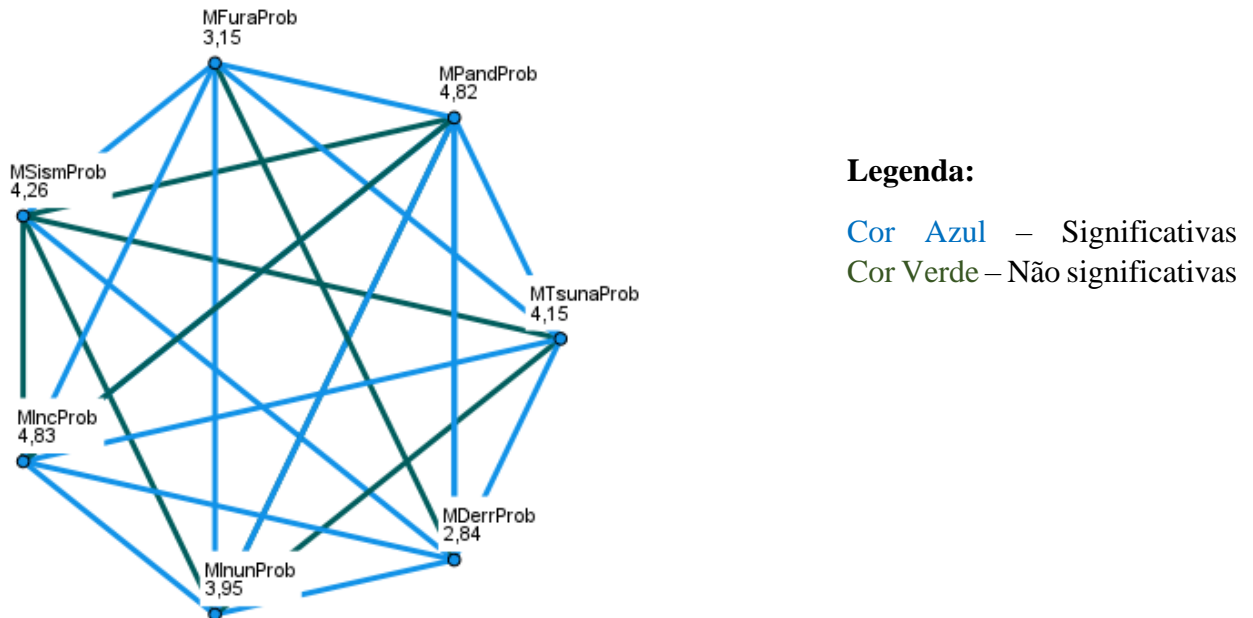 MFuraProb
3,15
MPandProb
4,82
MSismProb
4,26
MTsunaProb
4,15
MIncProb
4,83
MDerrProb
2,84
MInunProb
3,95
Legenda:
Cor Azul – Significativas
Cor Verde – Não significativas